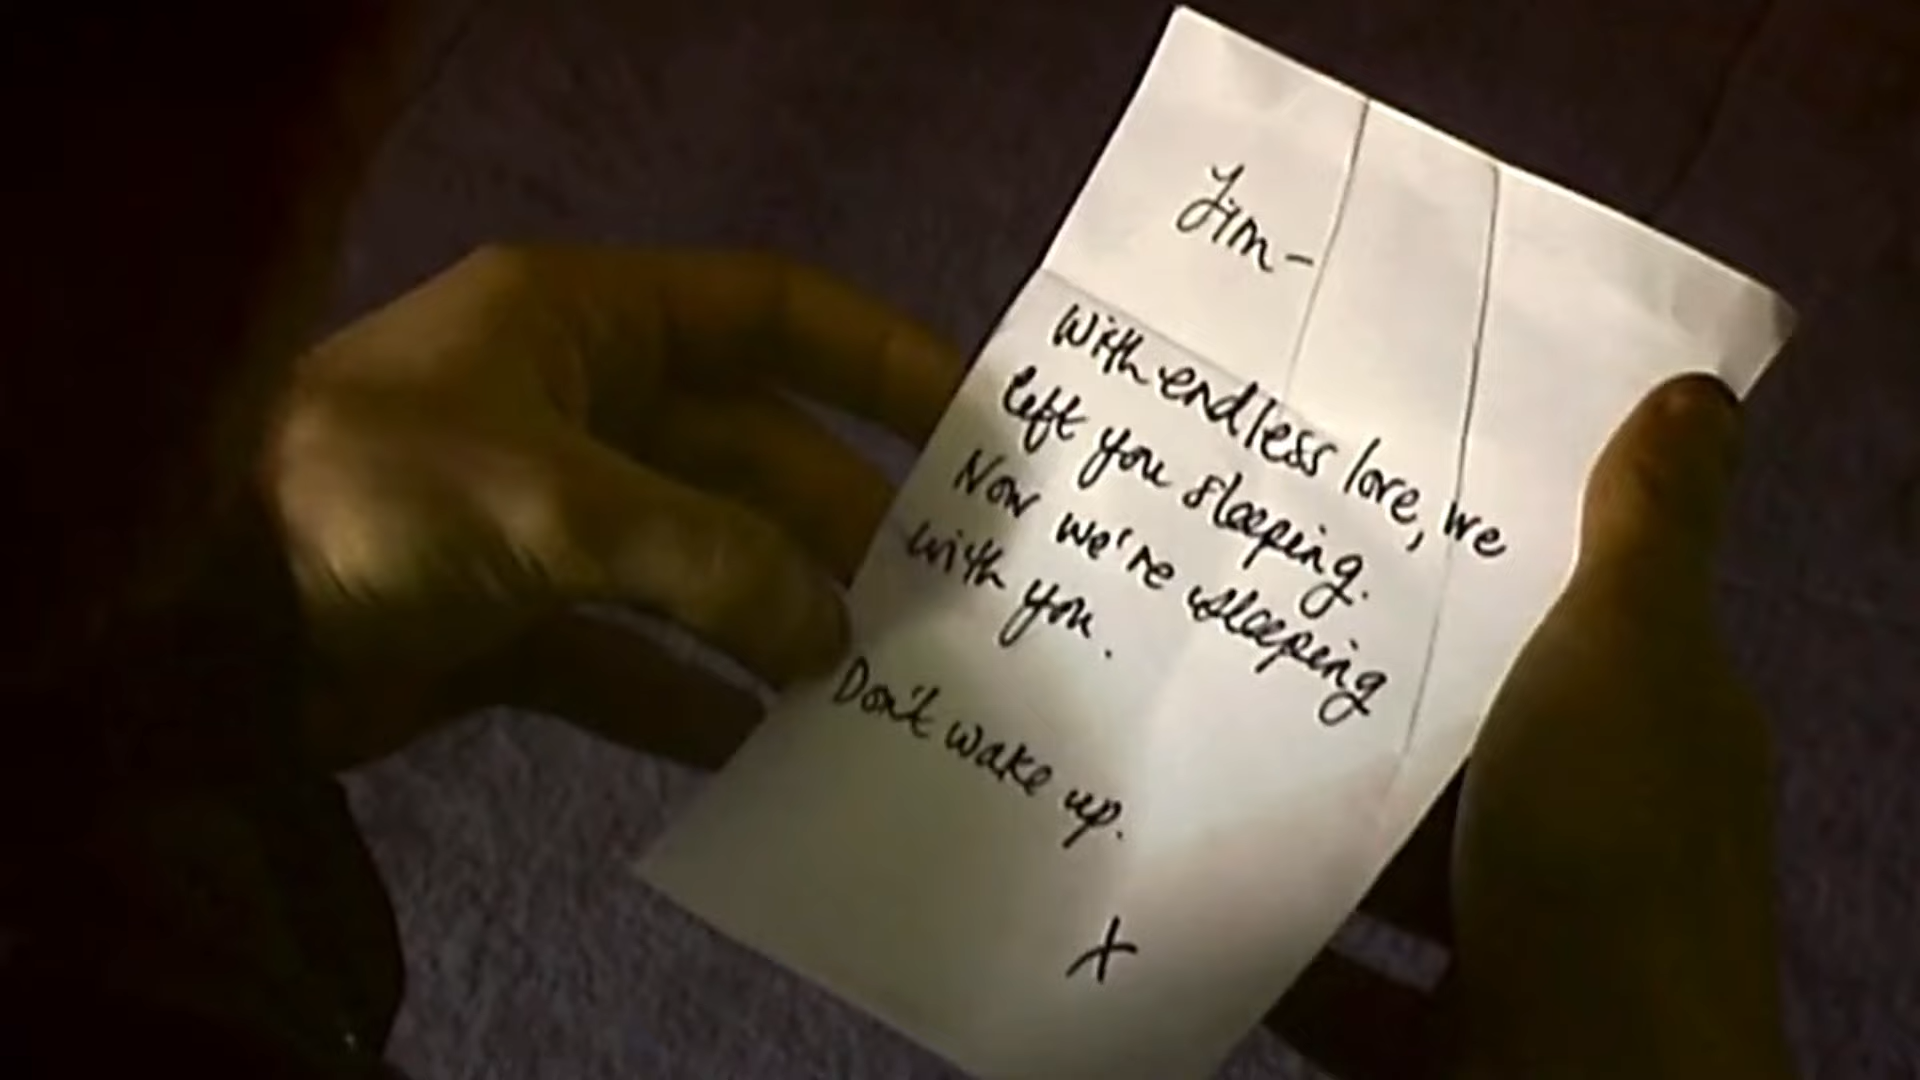 Jim-
With endless love, we
left you sleeping.
Now we're sleeping
with you.
Don't wake up.
X